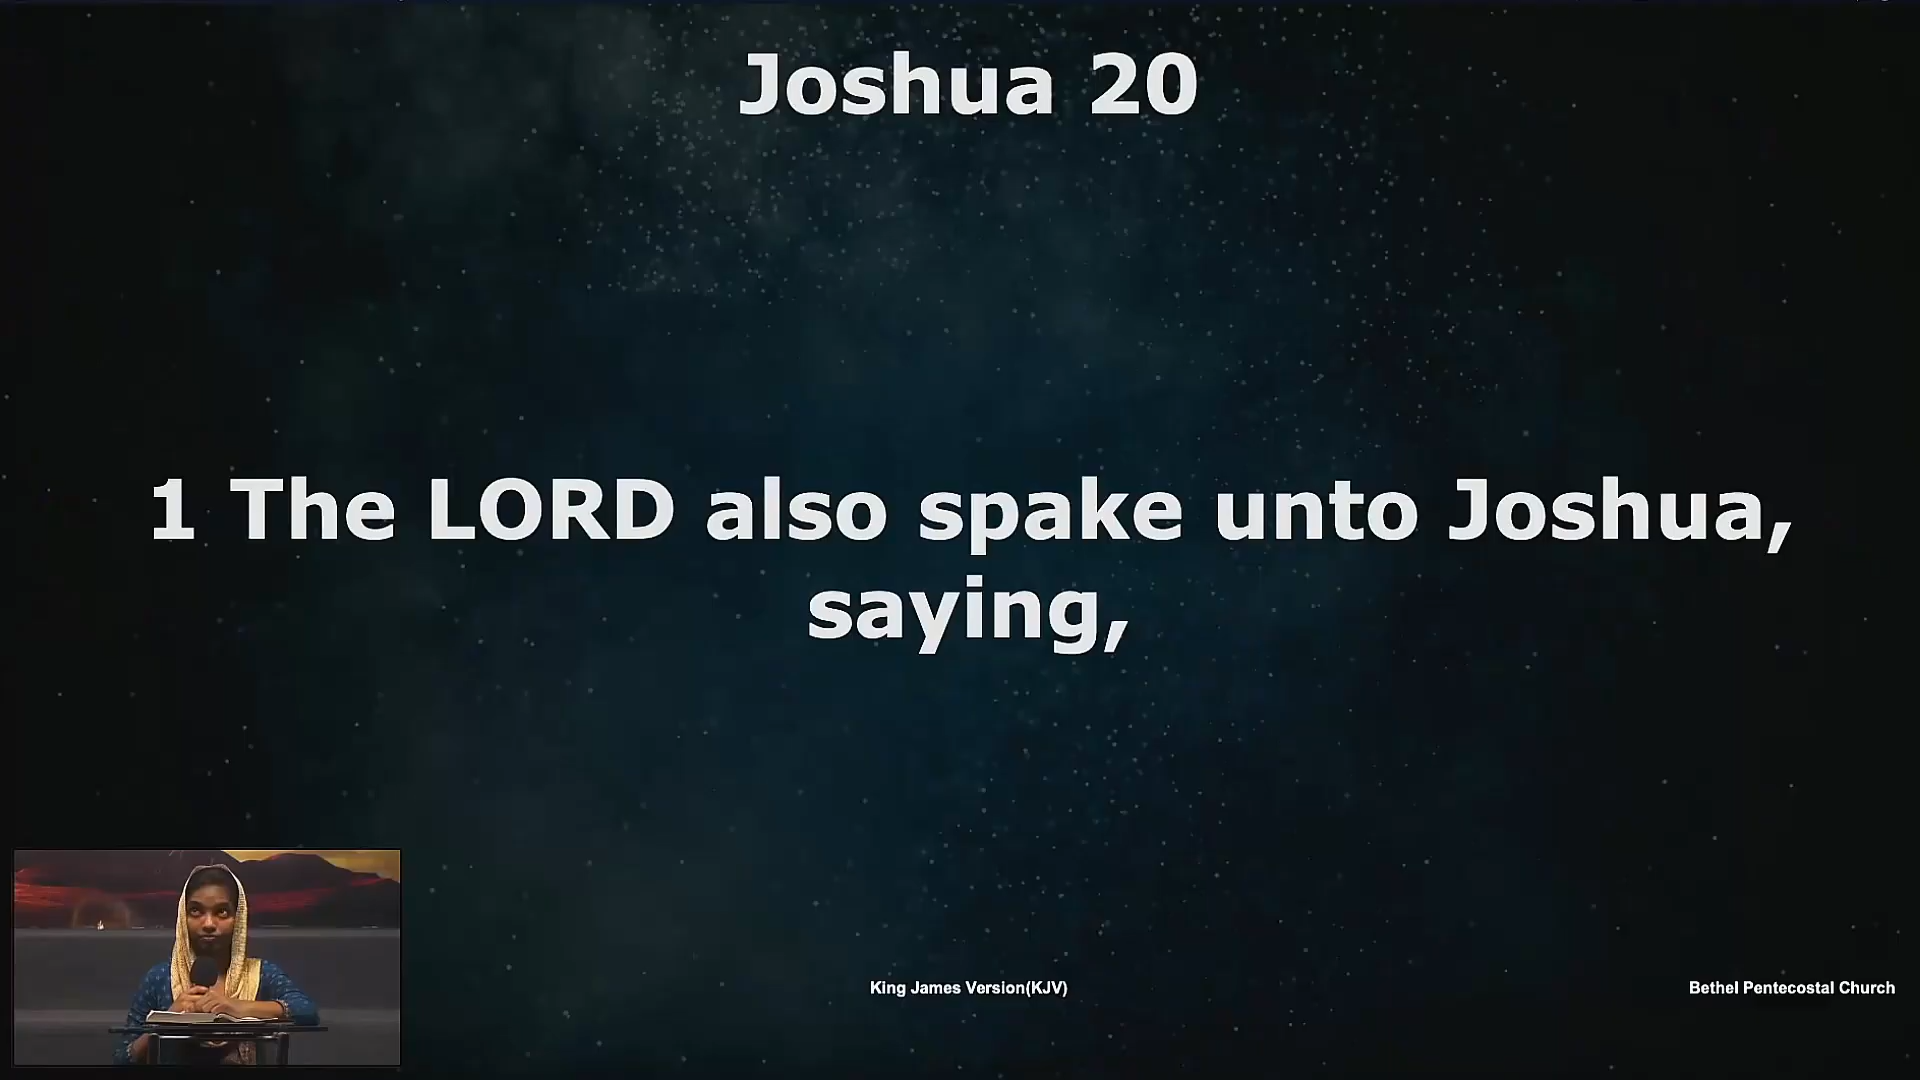 Joshua 20
1 The LORD also spake unto Joshua,
saying,
King James Version(KJV)
Bethel Pentecostal Church